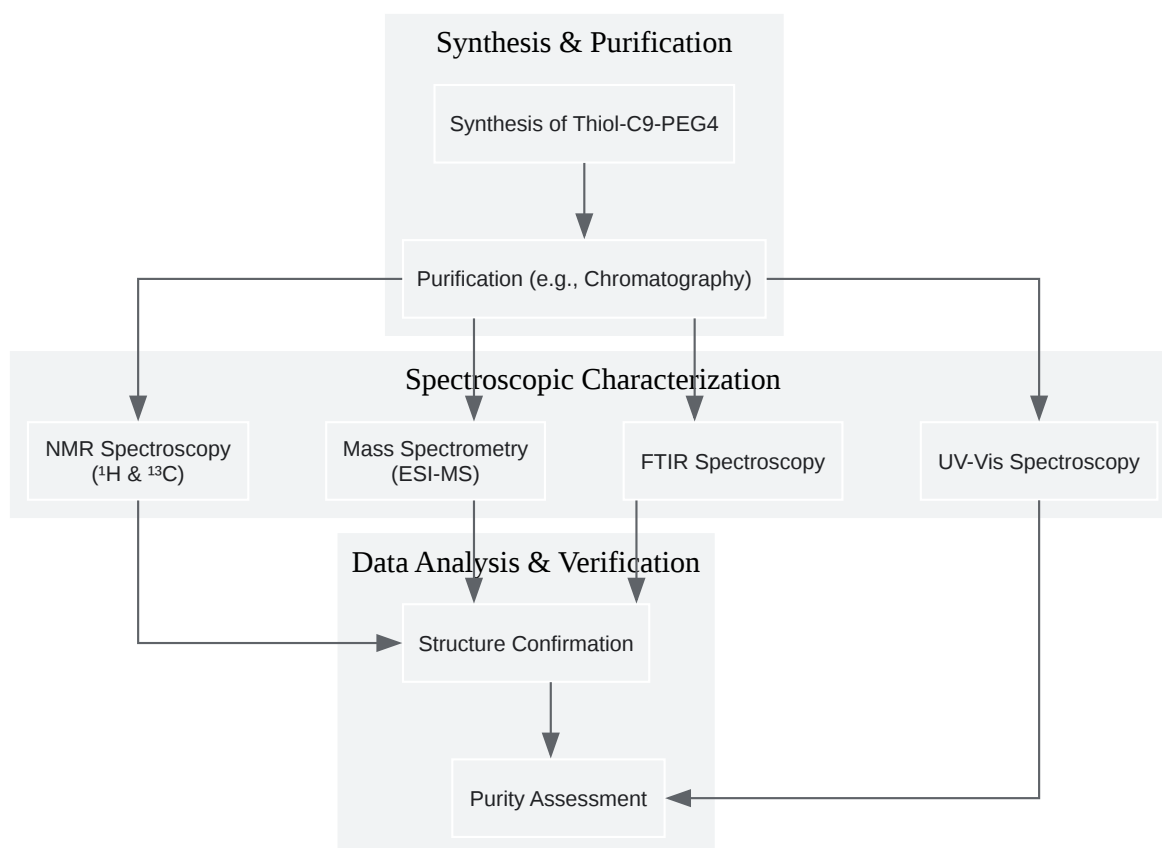 Synthesis & Purification
Synthesis of Thiol-C9-PEG4
Purification (e.g., Chromatography)
Spectroscopic Characterization
NMR Spectroscopy
(¹H & ¹³C)
Mass Spectrometry
(ESI-MS)
FTIR Spectroscopy
UV-Vis Spectroscopy
Data Analysis & Verification
Structure Confirmation
Purity Assessment